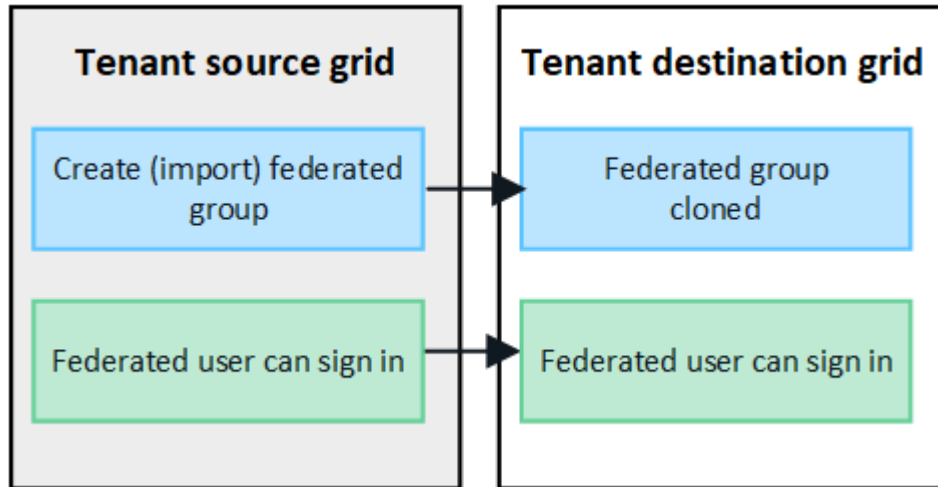 Tenant source grid
Create (import) federated
group
Federated user can sign in
Tenant destination grid
Federated group
cloned
Federated user can sign in